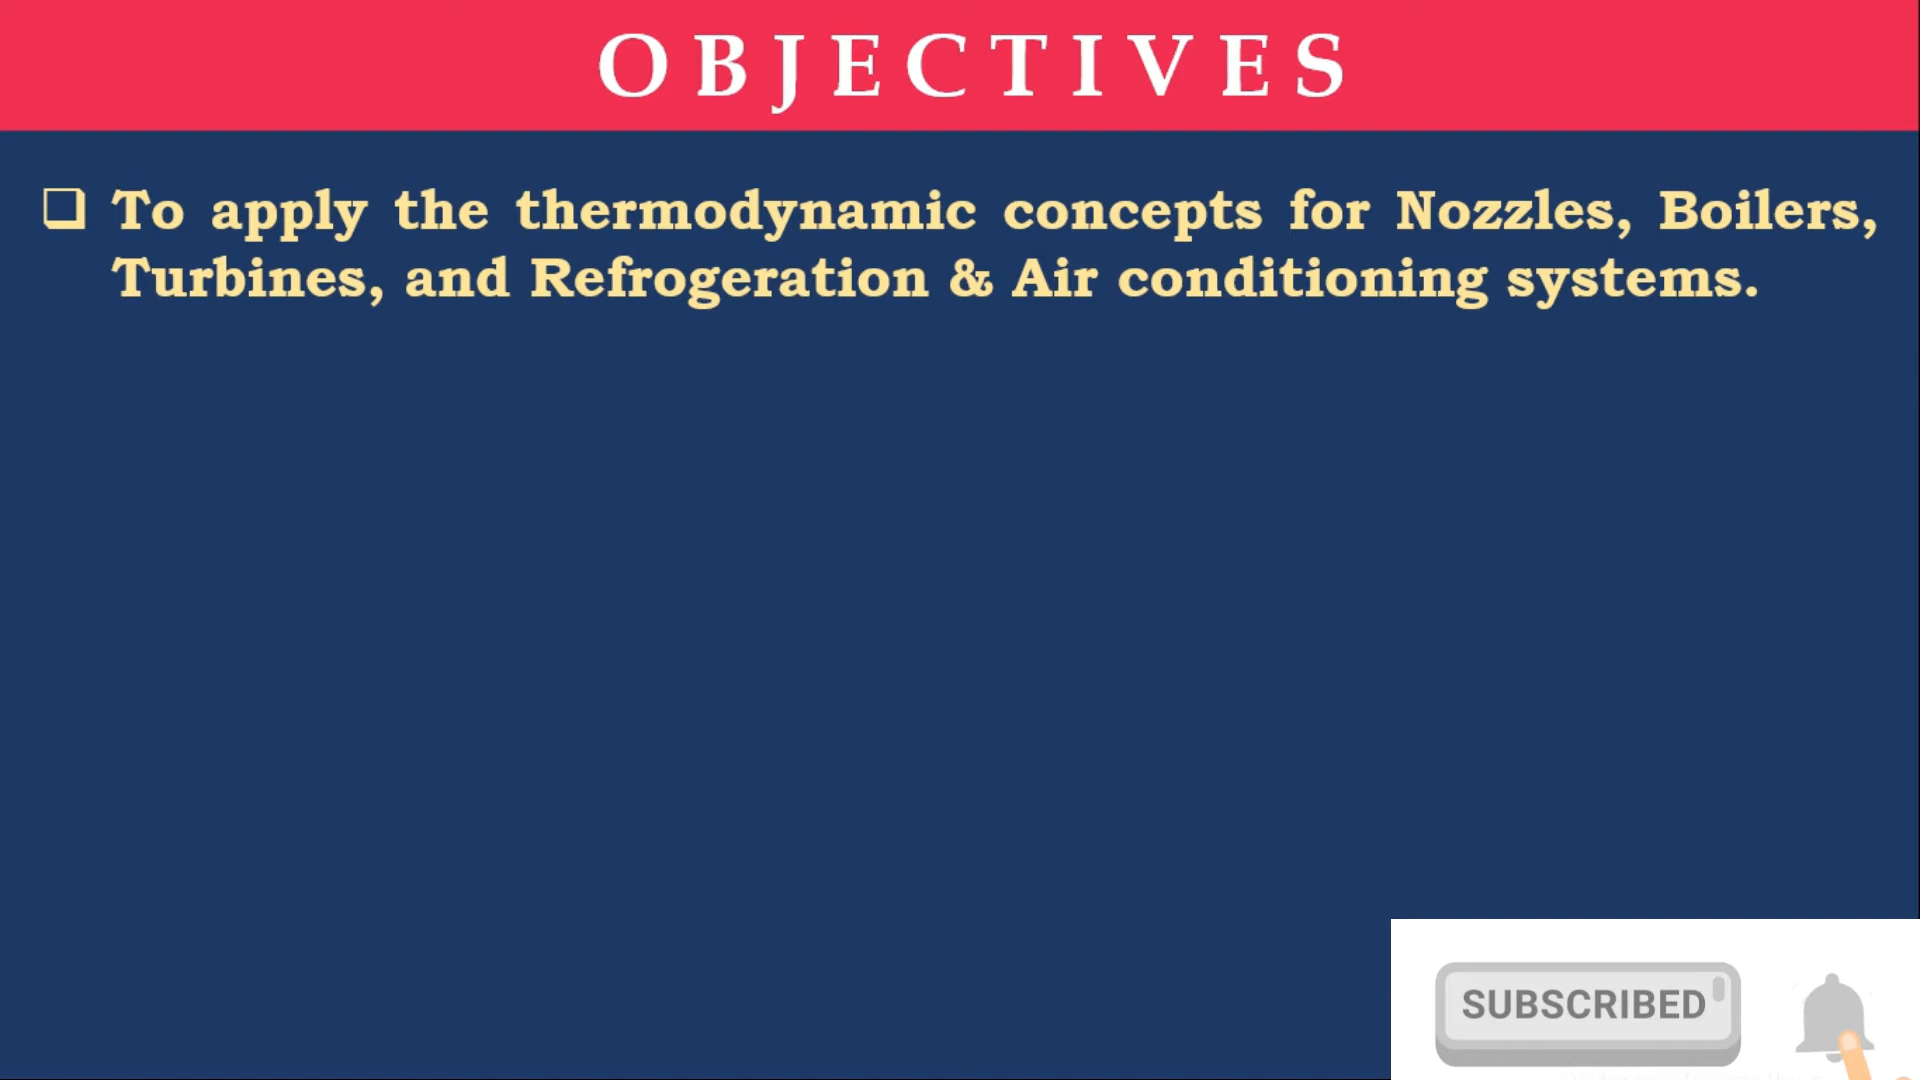 OBJECTIVES
❑ To apply the thermodynamic concepts for Nozzles, Boilers,
Turbines, and Refrogeration & Air conditioning systems.
SUBSCRIBED